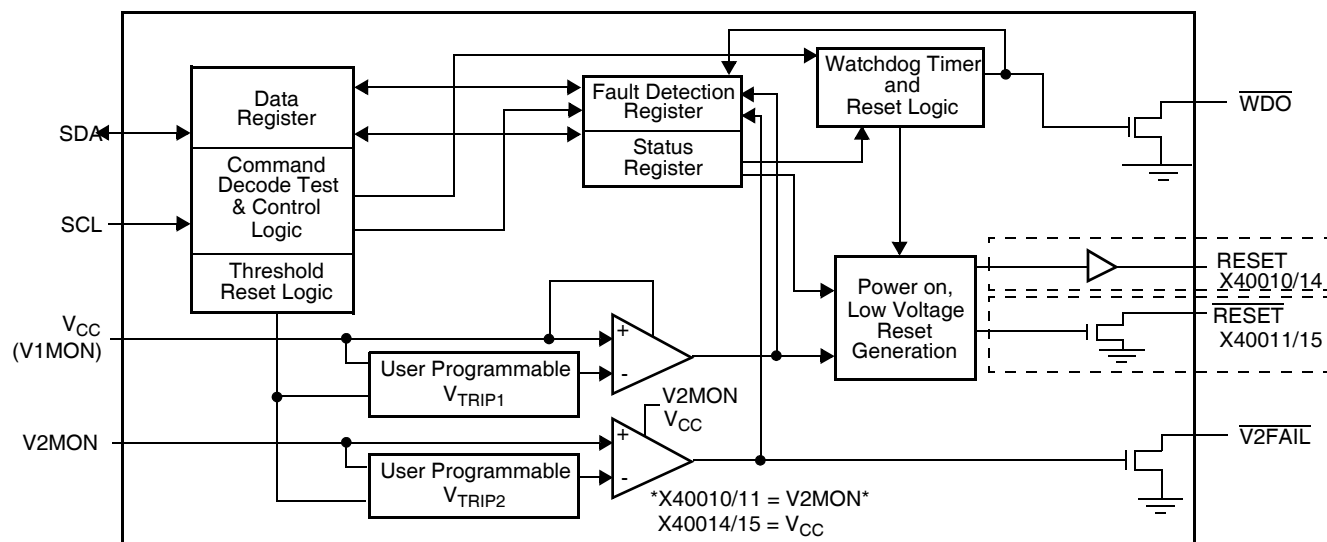 Data
Register
Command
Decode Test
& Control
Logic
Threshold
Reset Logic
Fault Detection
Register
Status
Register
Watchdog Timer
and
Reset Logic
WDO
SDA
SCL
Power on,
Low Voltage
Reset
Generation
RESET
X40010/14
RESET
X40011/15
VCC
(V1MON)
+
-
User Programmable
VTRIP1
V2MON
VCC
V2MON
+
-
User Programmable
VTRIP2
V2FAIL
*X40010/11 = V2MON*
X40014/15 = VCC